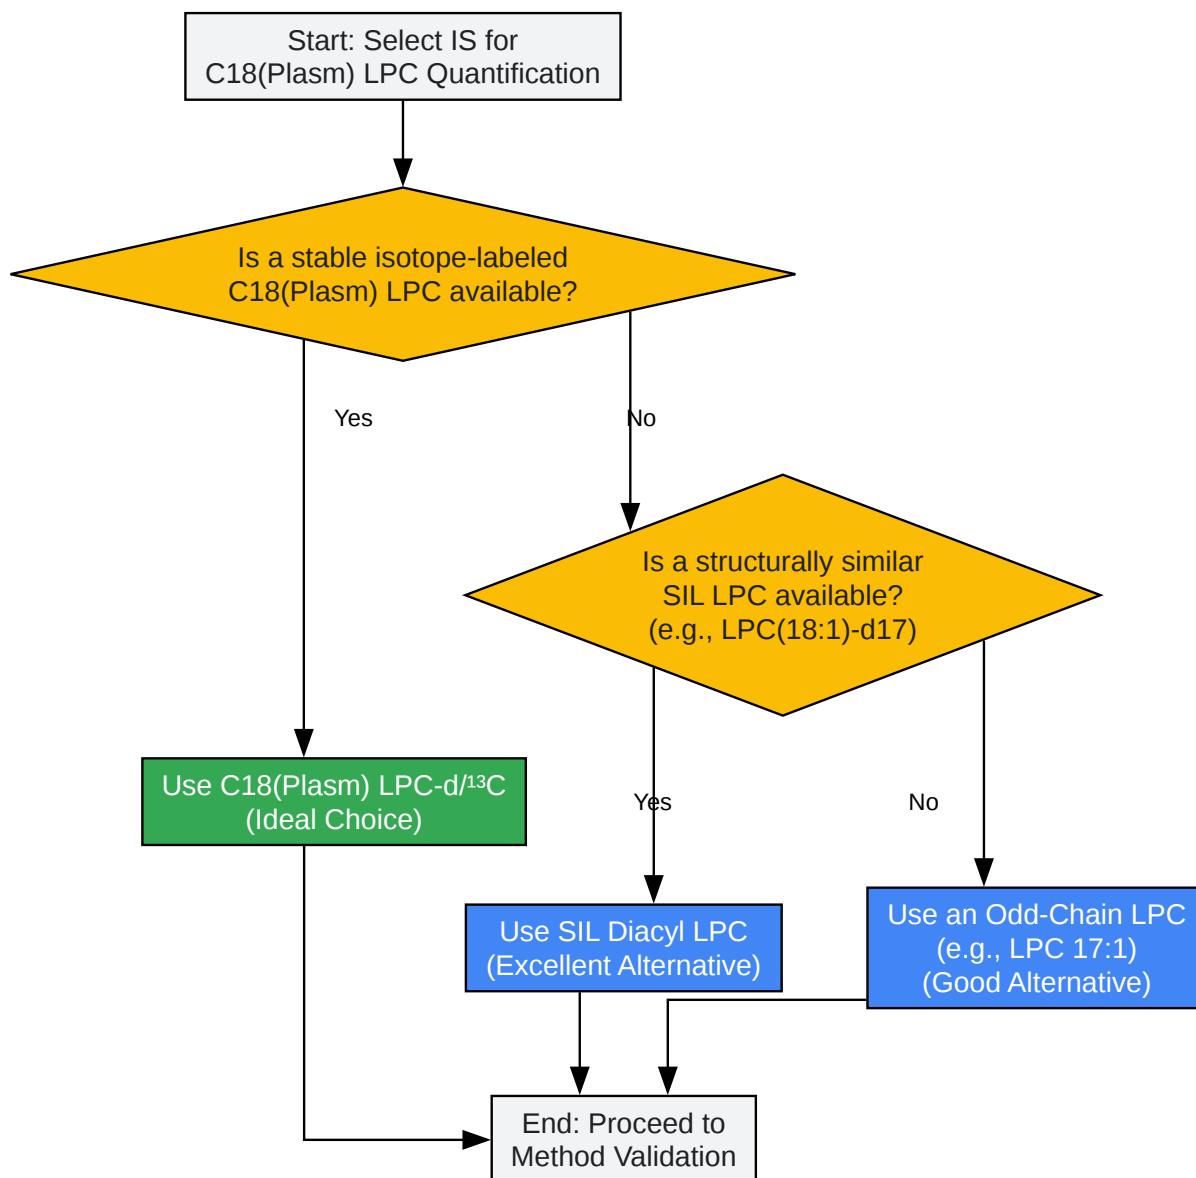 Start: Select IS for
C18(Plasm) LPC Quantification
Is a stable isotope-labeled
C18(Plasm) LPC available?
Yes
No
Is a structurally similar
SIL LPC available?
(e.g., LPC(18:1)-d17)
Use C18(Plasm) LPC-d/¹³C
(Ideal Choice)
Yes
No
Use SIL Diacyl LPC
(Excellent Alternative)
Use an Odd-Chain LPC
(e.g., LPC 17:1)
(Good Alternative)
End: Proceed to
Method Validation